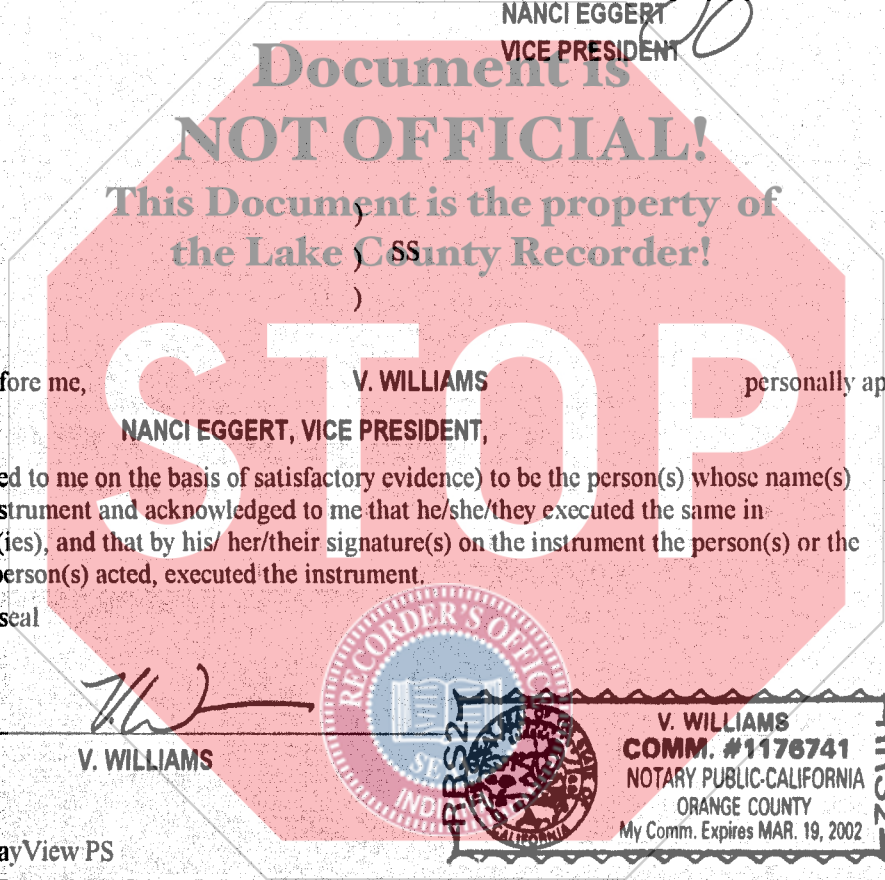 NANCI EGGERT
VICE PRESIDENT
Document is
NOT OFFICIAL!
This Document is the property of
the Lake County Recorder!
)
) SS
)
STOP
fore me, V. WILLIAMS personally ap
NANCI EGGERT, VICE PRESIDENT,
ed to me on the basis of satisfactory evidence) to be the person(s) whose name(s)
strument and acknowledged to me that he/she/they executed the same in
(ies), and that by his/ her/their signature(s) on the instrument the person(s) or the
erson(s) acted, executed the instrument.
seal
RECORDER'S OFFIC
SE
IND
V. WILLIAMS
RRS27
CALIFORNIA
V. WILLIAMS
COMM. #1176741
NOTARY PUBLIC-CALIFORNIA
ORANGE COUNTY
My Comm. Expires MAR. 19, 2002
ayView PS